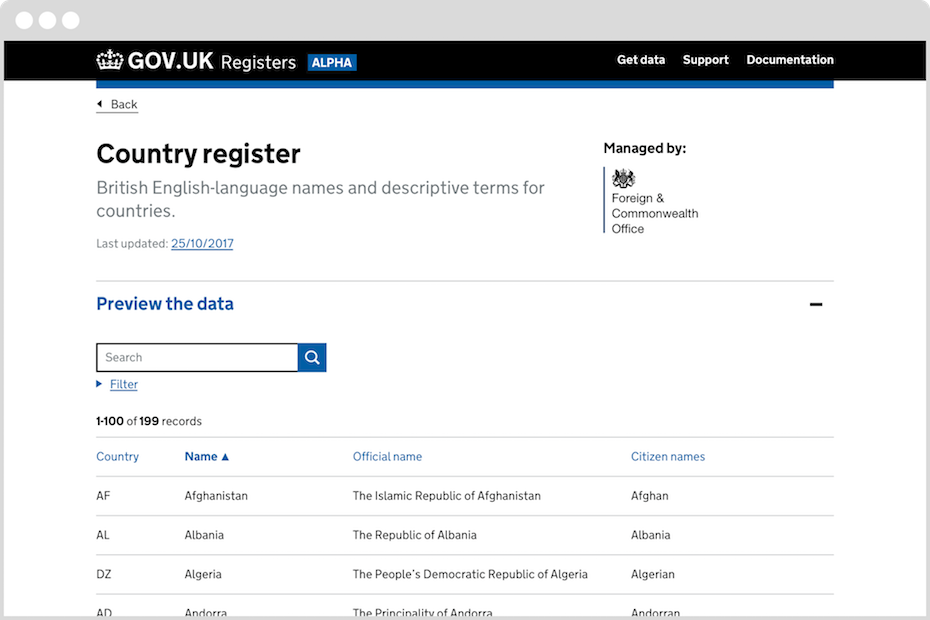 GOV.UK Registers ALPHA Get data Support Documentation
Back
Country register
British English-language names and descriptive terms for
countries.
Last updated: 25/10/2017
Managed by:
Foreign &
Commonwealth
Office
Preview the data
Search
Filter
1-100 of 199 records
Country Name ▲ Official name Citizen names
AF Afghanistan The Islamic Republic of Afghanistan Afghan
AL Albania The Republic of Albania Albania
DZ Algeria The People's Democratic Republic of Algeria Algerian
AD Andorra The Principality of Andorra Andorran